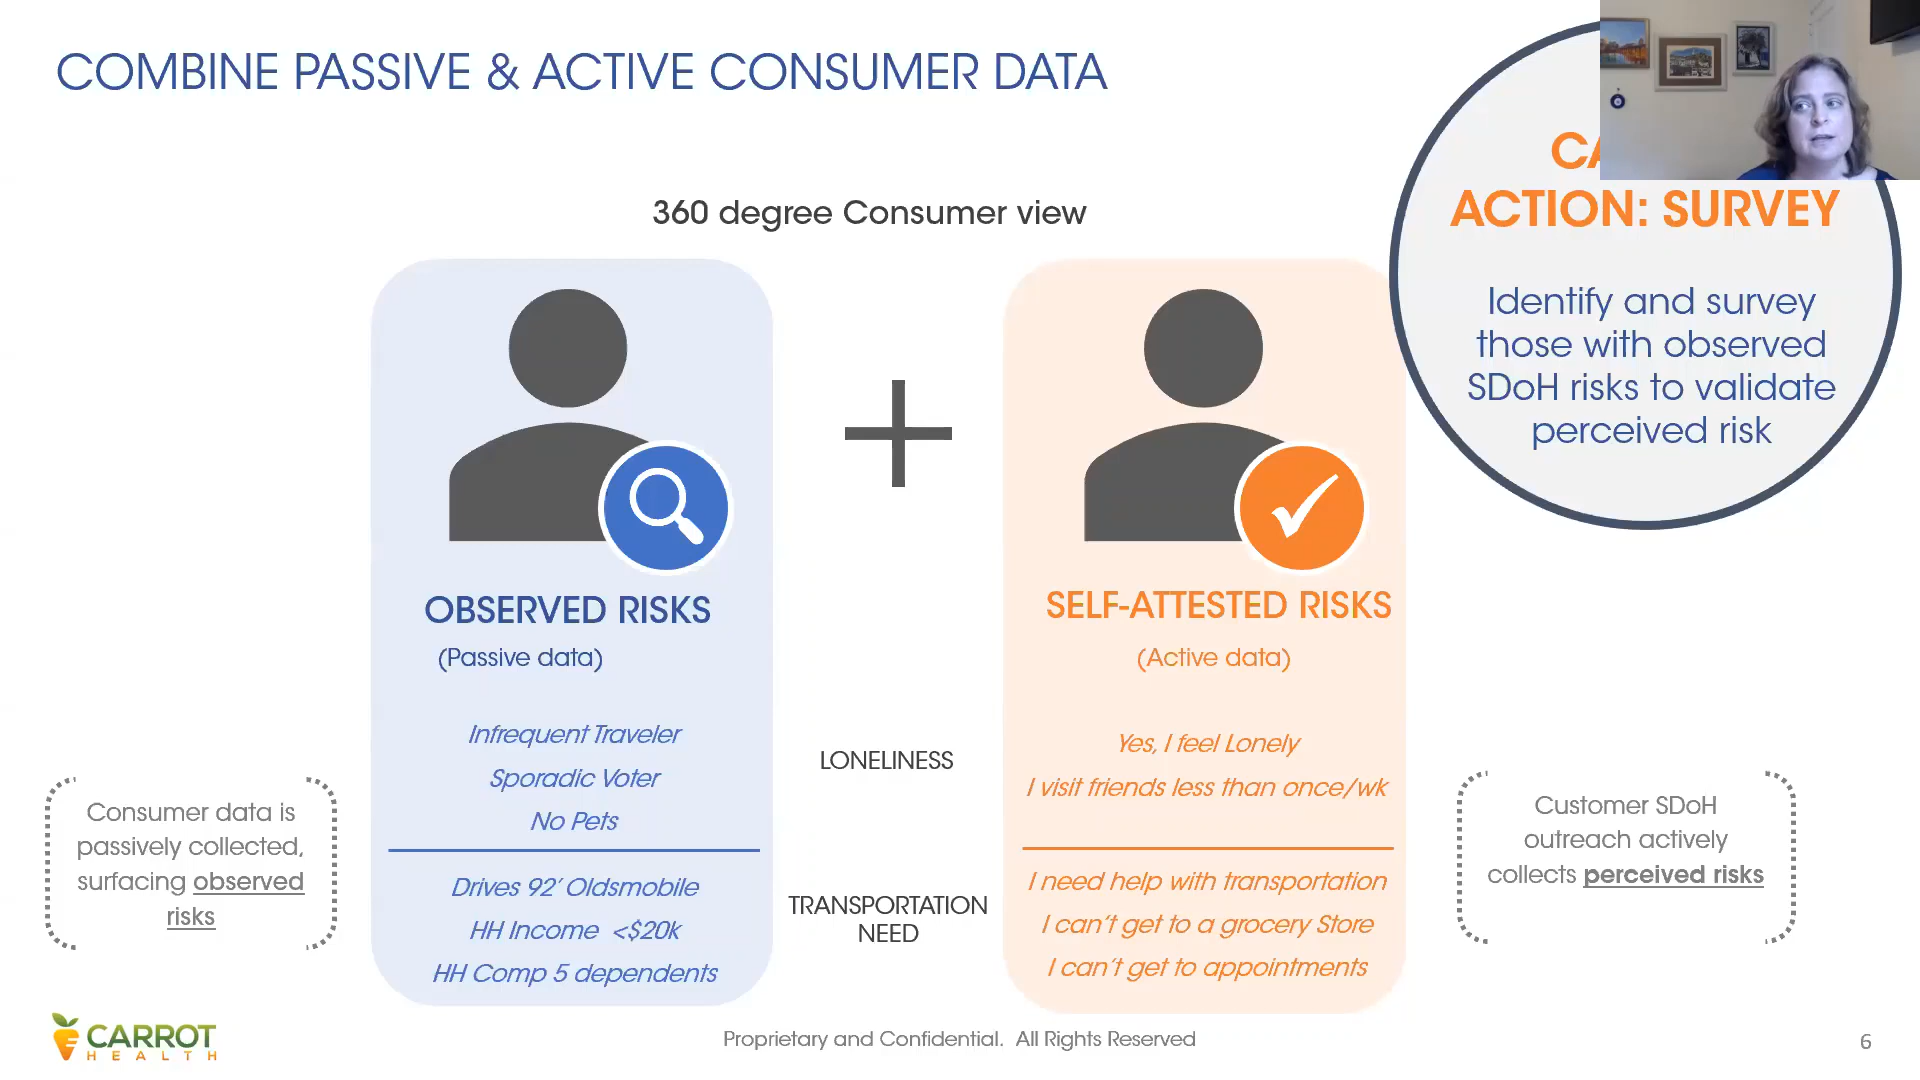 COMBINE PASSIVE & ACTIVE CONSUMER DATA
360 degree Consumer view
ACTION: SURVEY
Identify and survey
those with observed
SDoH risks to validate
perceived risk
OBSERVED RISKS
(Passive data)
Infrequent Traveler
Sporadic Voter
No Pets
Drives 92’ Oldsmobile
HH Income <$20k
HH Comp 5 dependents
LONELINESS
TRANSPORTATION
NEED
SELF-ATTESTED RISKS
(Active data)
Yes, I feel Lonely
I visit friends less than once/wk
I need help with transportation
I can’t get to a grocery Store
I can’t get to appointments
Consumer data is
passively collected,
surfacing observed
risks
Customer SDoH
outreach actively
collects perceived risks
CARROT
HEALTH
Proprietary and Confidential. All Rights Reserved
6